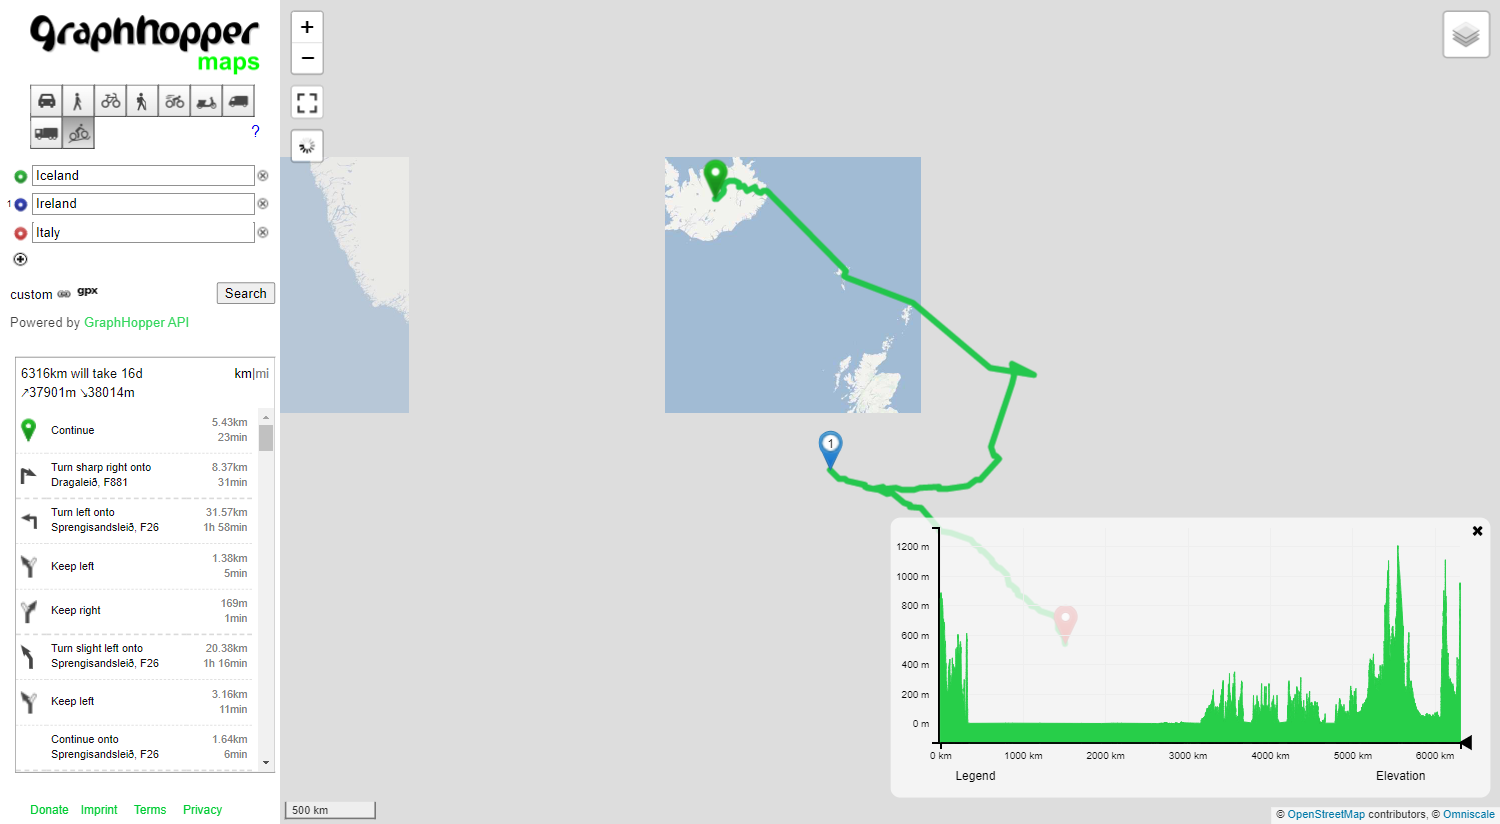 graphhopper
maps
?
Iceland
1 Ireland
Italy
custom gpx Search
Powered by GraphHopper API
6316km will take 16d km|mi
↗37901m ↘38014m
Continue 5.43km
23min
Turn sharp right onto 8.37km
Dragaleið, F881 31min
Turn left onto 31.57km
Sprengisandsleið, F26 1h 58min
Keep left 1.38km
5min
Keep right 169m
1min
Turn slight left onto 20.38km
Sprengisandsleið, F26 1h 16min
Keep left 3.16km
11min
Continue onto 1.64km
Sprengisandsleið, F26 6min
Donate Imprint Terms Privacy
+
−
1
1200 m
1000 m
800 m
600 m
400 m
200 m
0 m
0 km 1000 km 2000 km 3000 km 4000 km 5000 km 6000 km
Legend Elevation
500 km
© OpenStreetMap contributors, © Omniscale